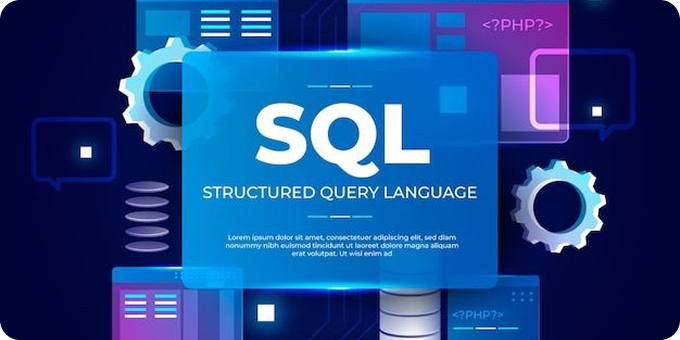 <?PHP?>
SQL
STRUCTURED QUERY LANGUAGE
Lorem ipsum dolor sit amet, consectetuer adipiscing elit, sed diam
nonummy nibh euismod tincidunt ut laoreet dolore magna aliquam
erat volutpat. Ut wisi enim ad
<?PHP?>